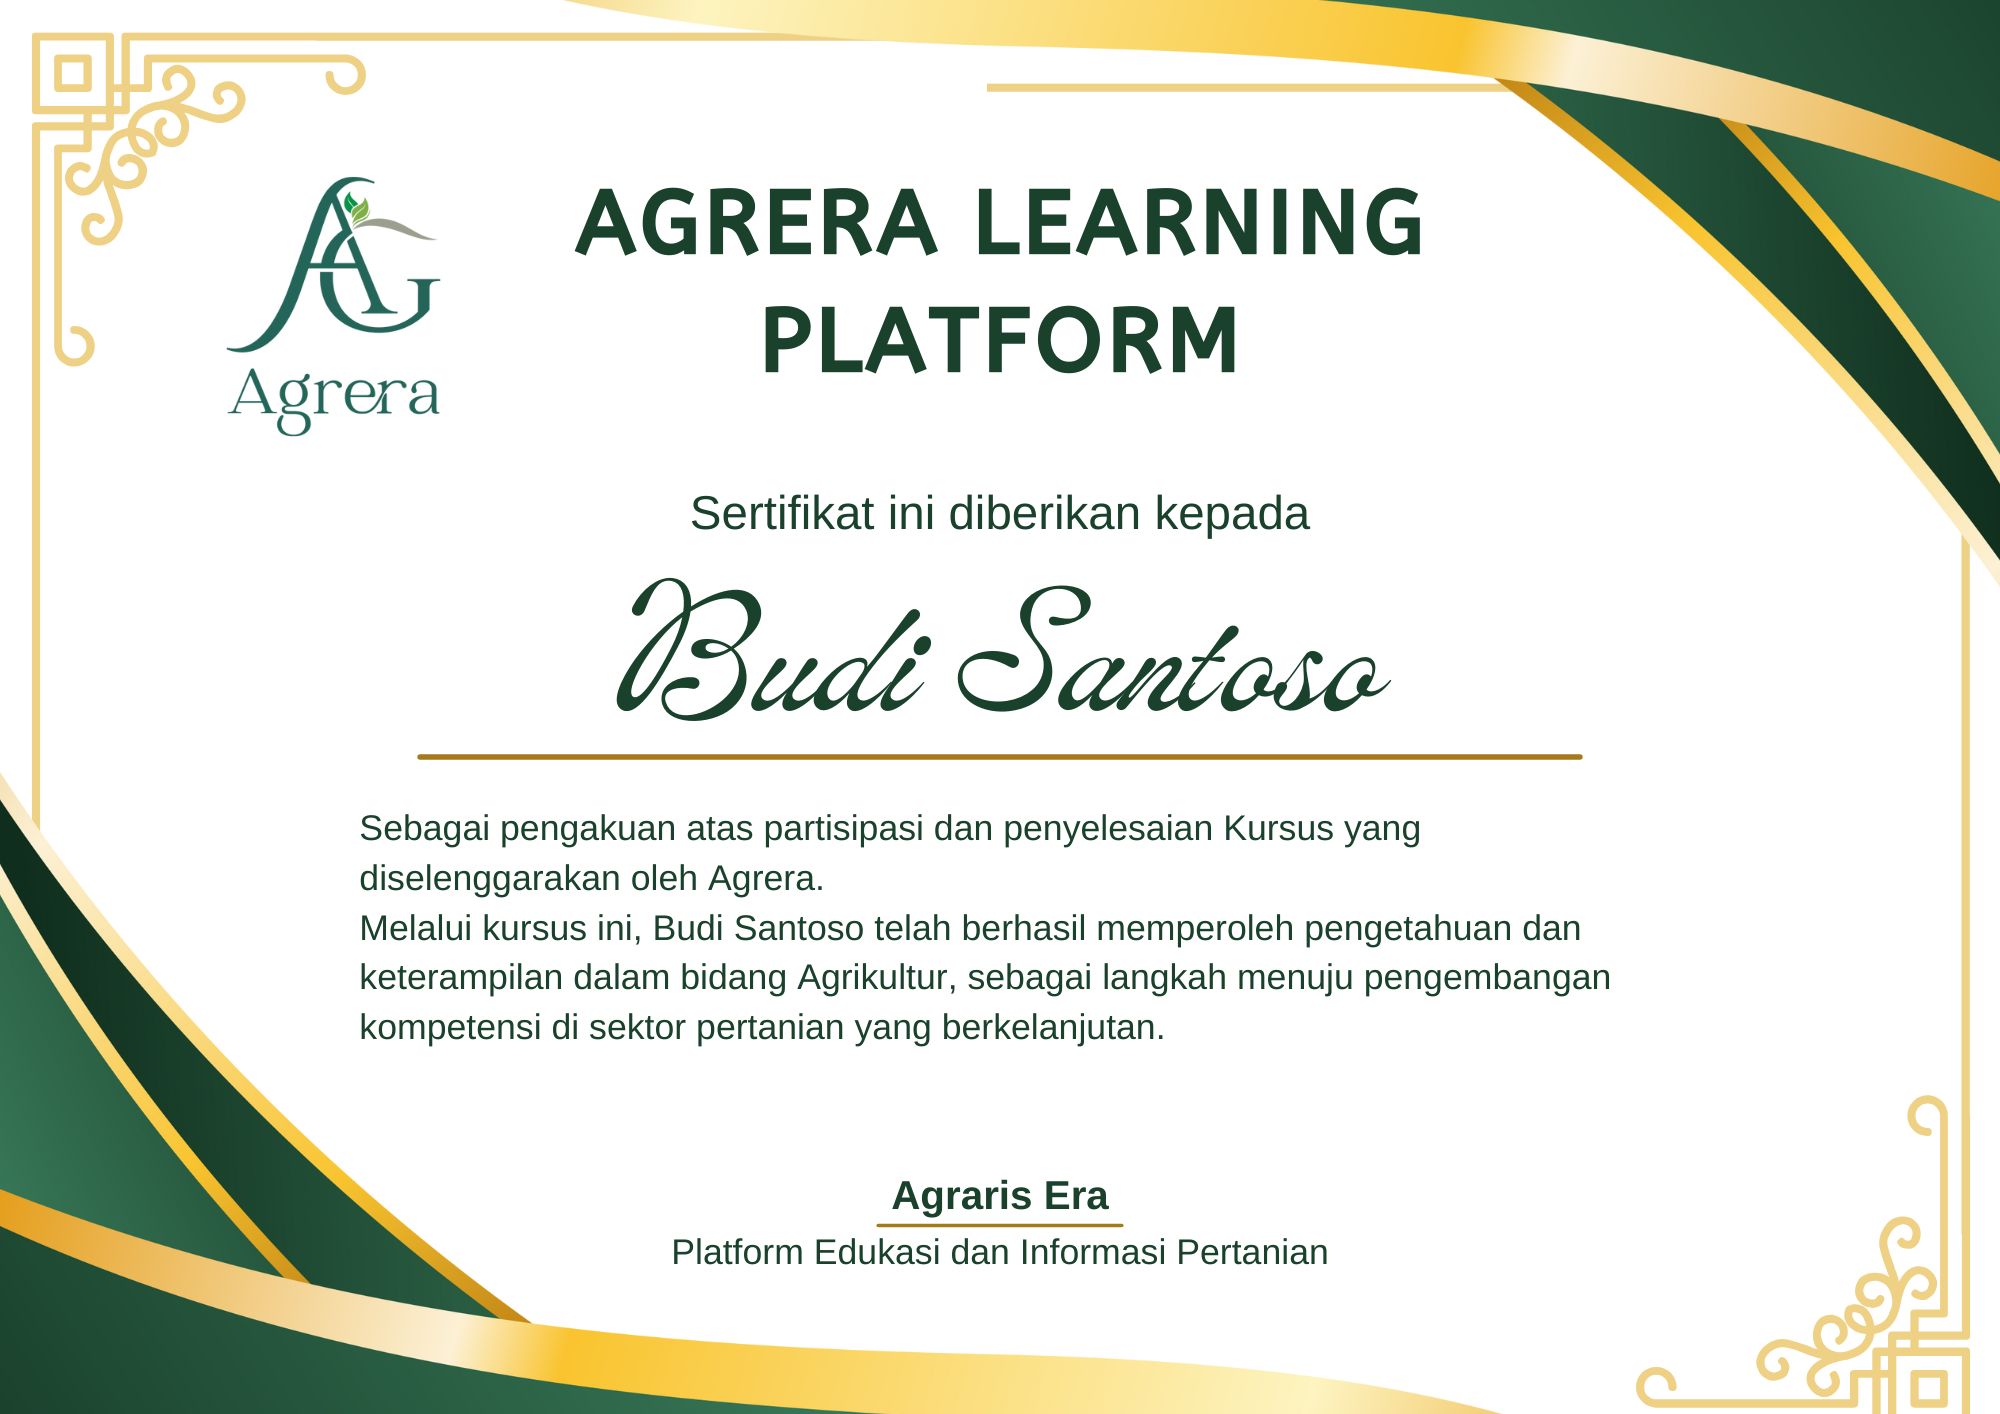 Agrera
AGRERA LEARNING
PLATFORM
Sertifikat ini diberikan kepada
Budi Santoso
Sebagai pengakuan atas partisipasi dan penyelesaian Kursus yang
diselenggarakan oleh Agrera.
Melalui kursus ini, Budi Santoso telah berhasil memperoleh pengetahuan dan
keterampilan dalam bidang Agrikultur, sebagai langkah menuju pengembangan
kompetensi di sektor pertanian yang berkelanjutan.
Agraris Era
Platform Edukasi dan Informasi Pertanian